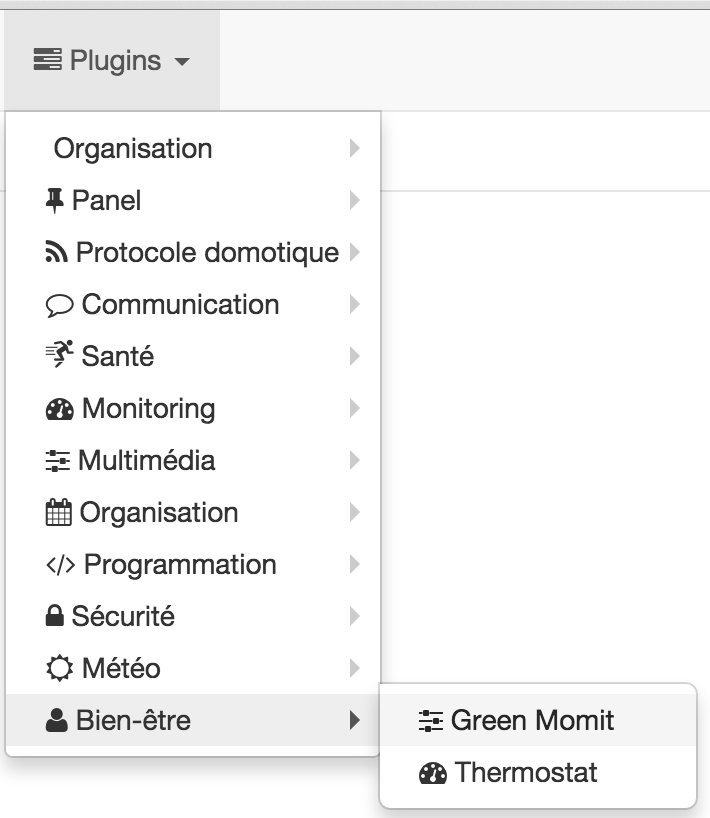 Plugins
Organisation
Panel
Protocole domotique
Communication
Santé
Monitoring
Multimédia
Organisation
Programmation
Sécurité
Météo
Bien-être
Green Momit
Thermostat